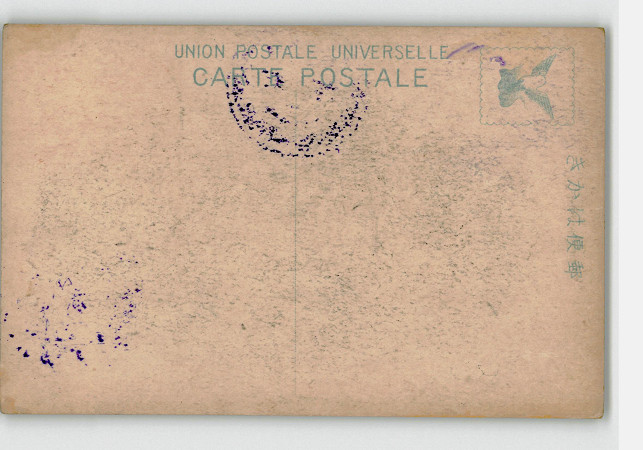 UNION POSTALE UNIVERSELLE
CARTE POSTALE
きかは便郵